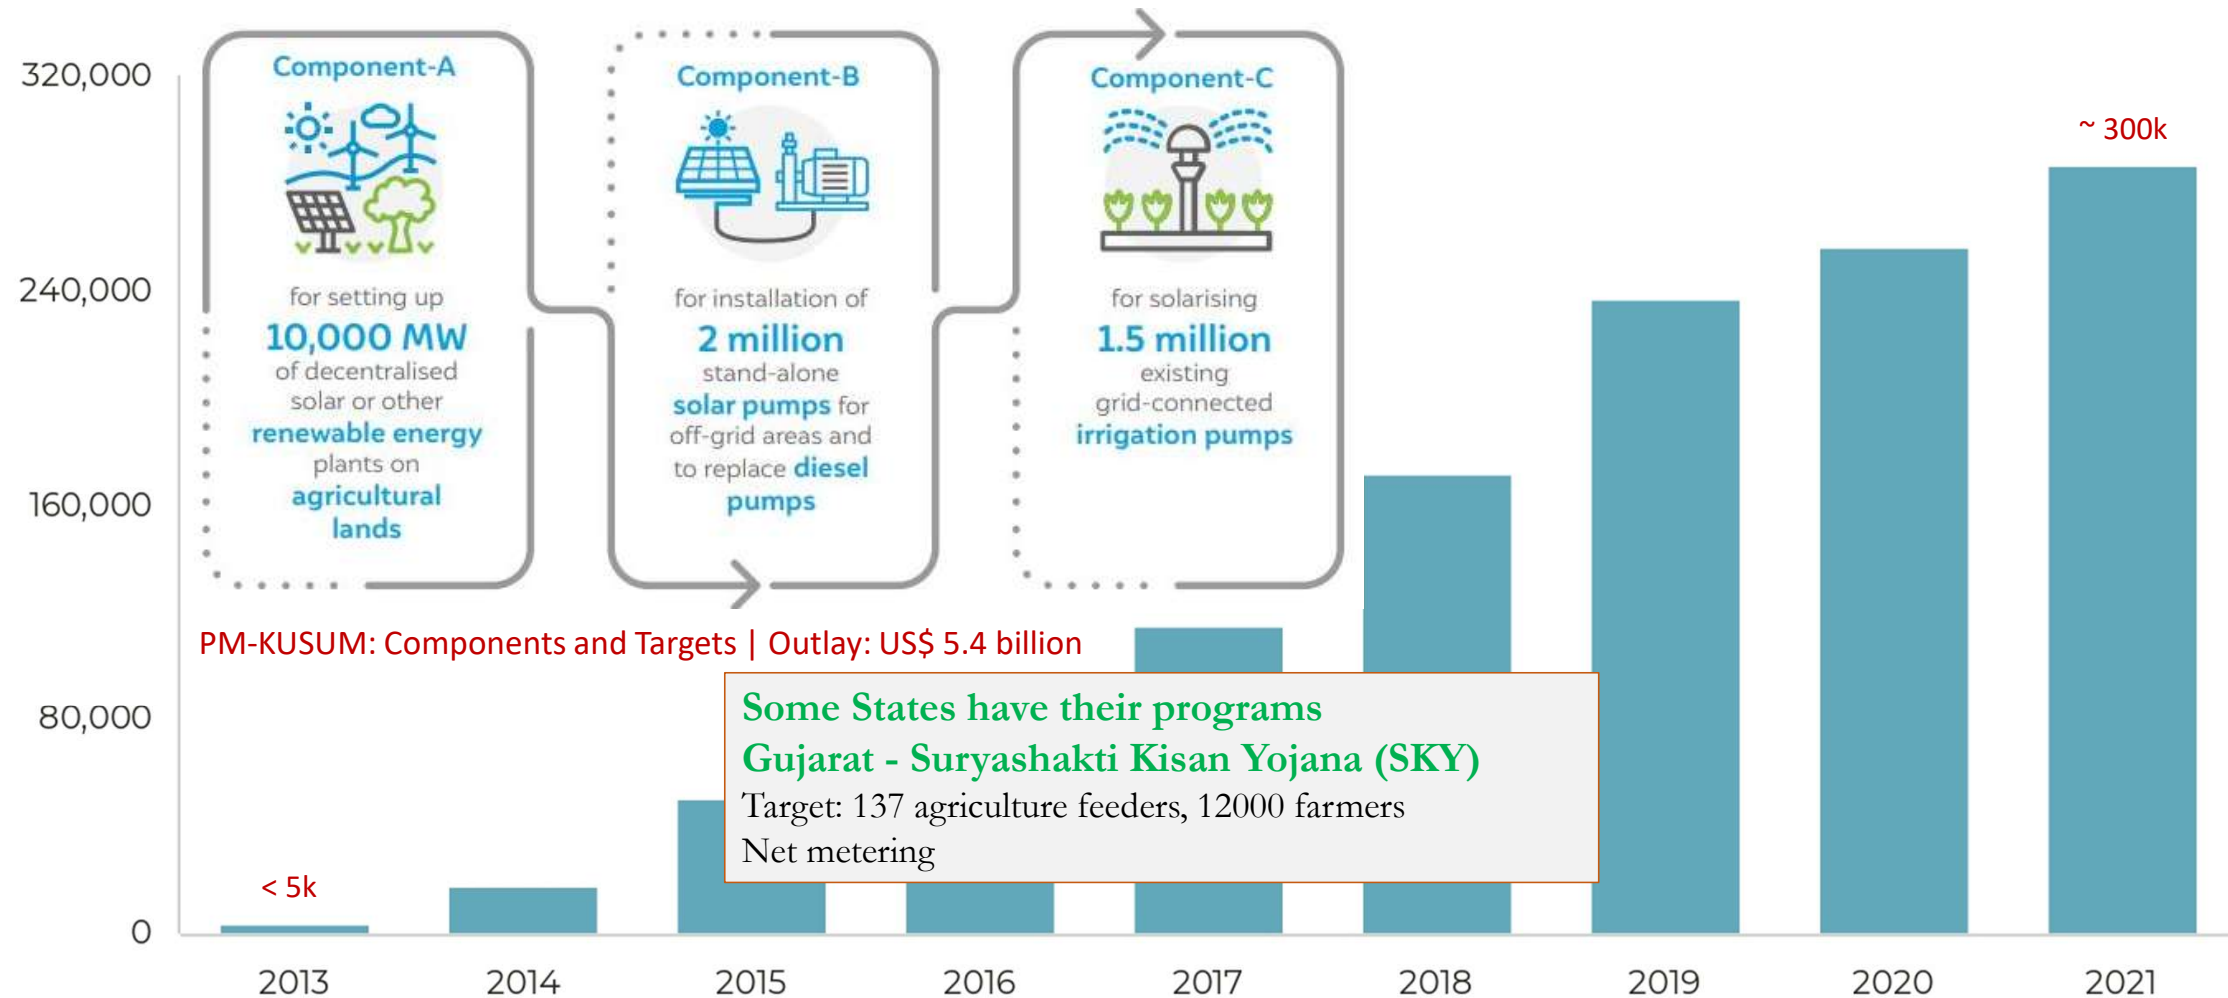 320,000
240,000
160,000
80,000
0
Component-A
for setting up
10,000 MW
of decentralised
solar or other
renewable energy
plants on
agricultural
lands
Component-B
for installation of
2 million
stand-alone
solar pumps for
off-grid areas and
to replace diesel
pumps
Component-C
for solarising
1.5 million
existing
grid-connected
irrigation pumps
~ 300k
PM-KUSUM: Components and Targets | Outlay: US$ 5.4 billion
Some States have their programs
Gujarat - Suryashakti Kisan Yojana (SKY)
Target: 137 agriculture feeders, 12000 farmers
Net metering
< 5k
2013 2014 2015 2016 2017 2018 2019 2020 2021